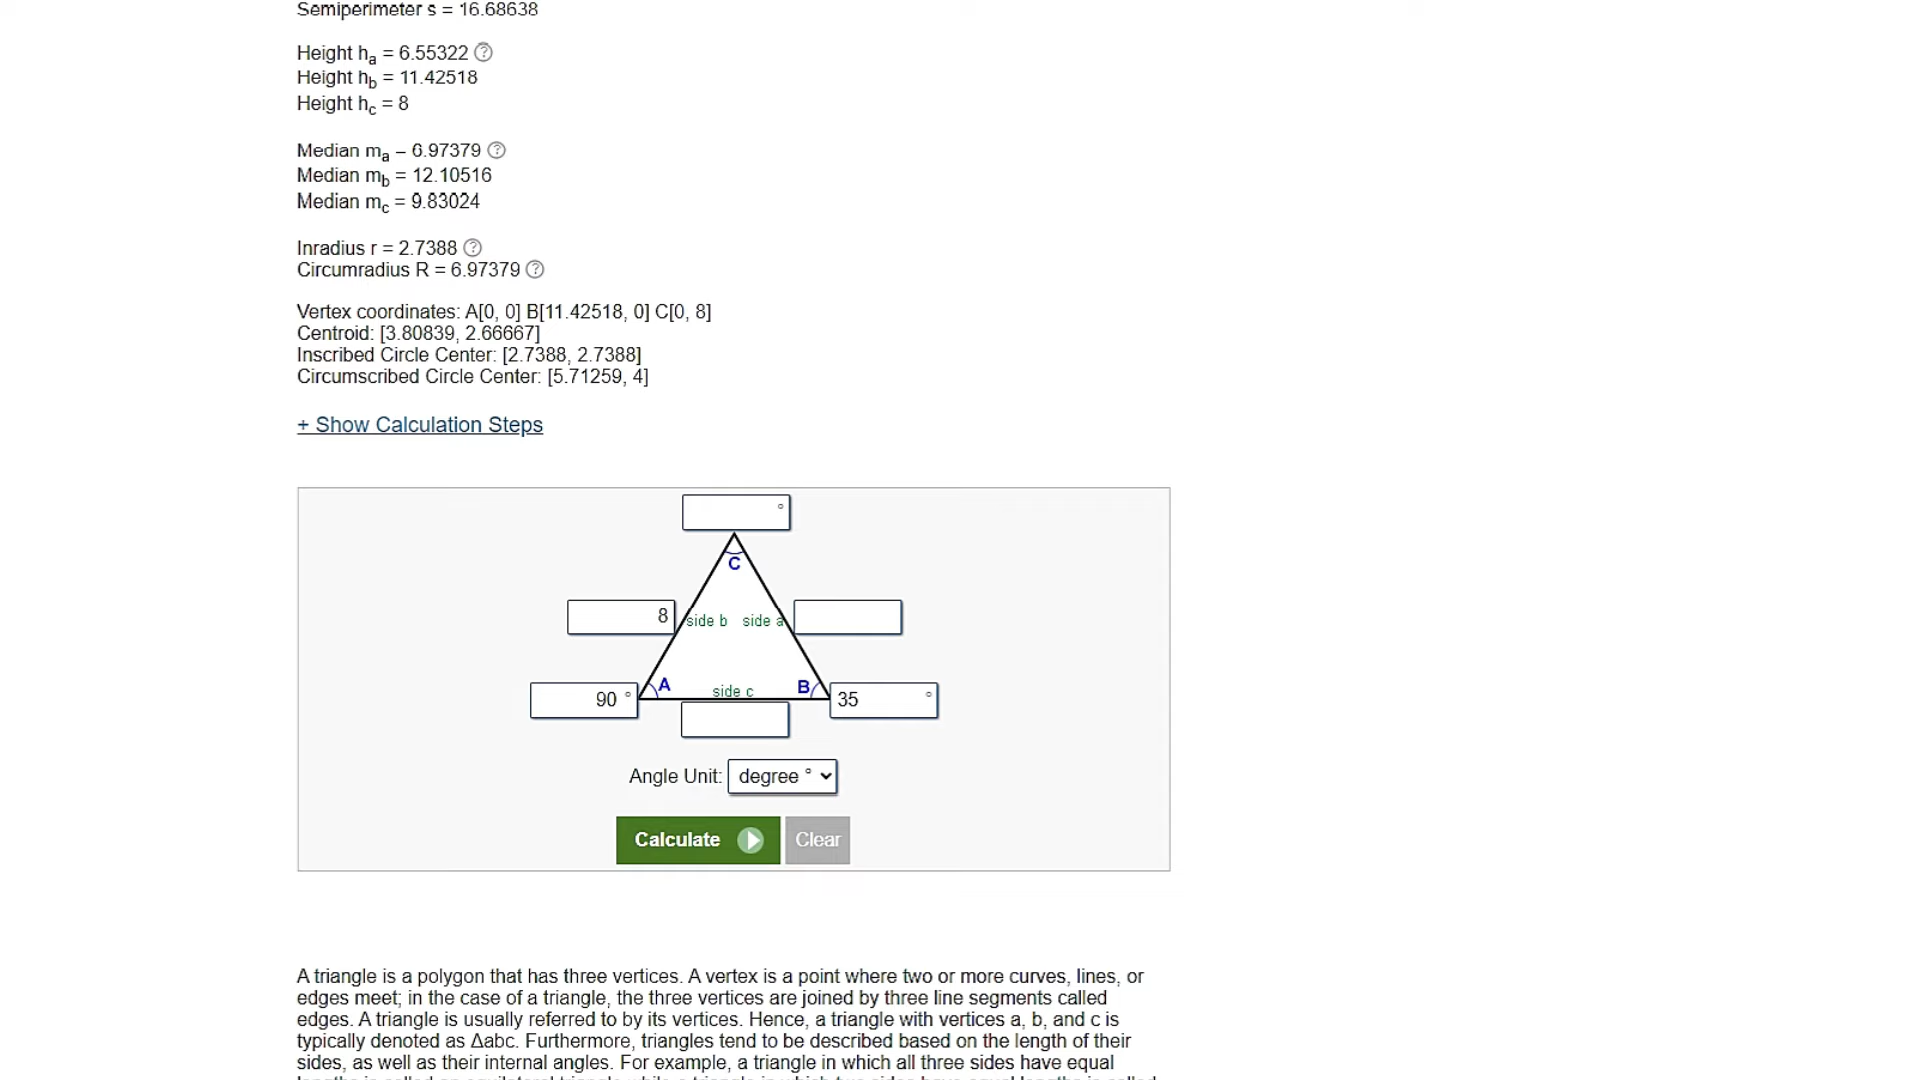 Semiperimeter s = 16.68638
Height ha = 6.55322 ?
Height hb = 11.42518
Height hc = 8
Median ma – 6.97379 ?
Median mb = 12.10516
Median mc = 9.83024
Inradius r = 2.7388 ?
Circumradius R = 6.97379 ?
Vertex coordinates: A[0, 0] B[11.42518, 0] C[0, 8]
Centroid: [3.80839, 2.66667]
Inscribed Circle Center: [2.7388, 2.7388]
Circumscribed Circle Center: [5.71259, 4]
+ Show Calculation Steps
°
C
8 side b side a
90 ° A side c B 35 °
Angle Unit: degree °
Calculate Clear
A triangle is a polygon that has three vertices. A vertex is a point where two or more curves, lines, or
edges meet; in the case of a triangle, the three vertices are joined by three line segments called
edges. A triangle is usually referred to by its vertices. Hence, a triangle with vertices a, b, and c is
typically denoted as Δabc. Furthermore, triangles tend to be described based on the length of their
sides, as well as their internal angles. For example, a triangle in which all three sides have equal